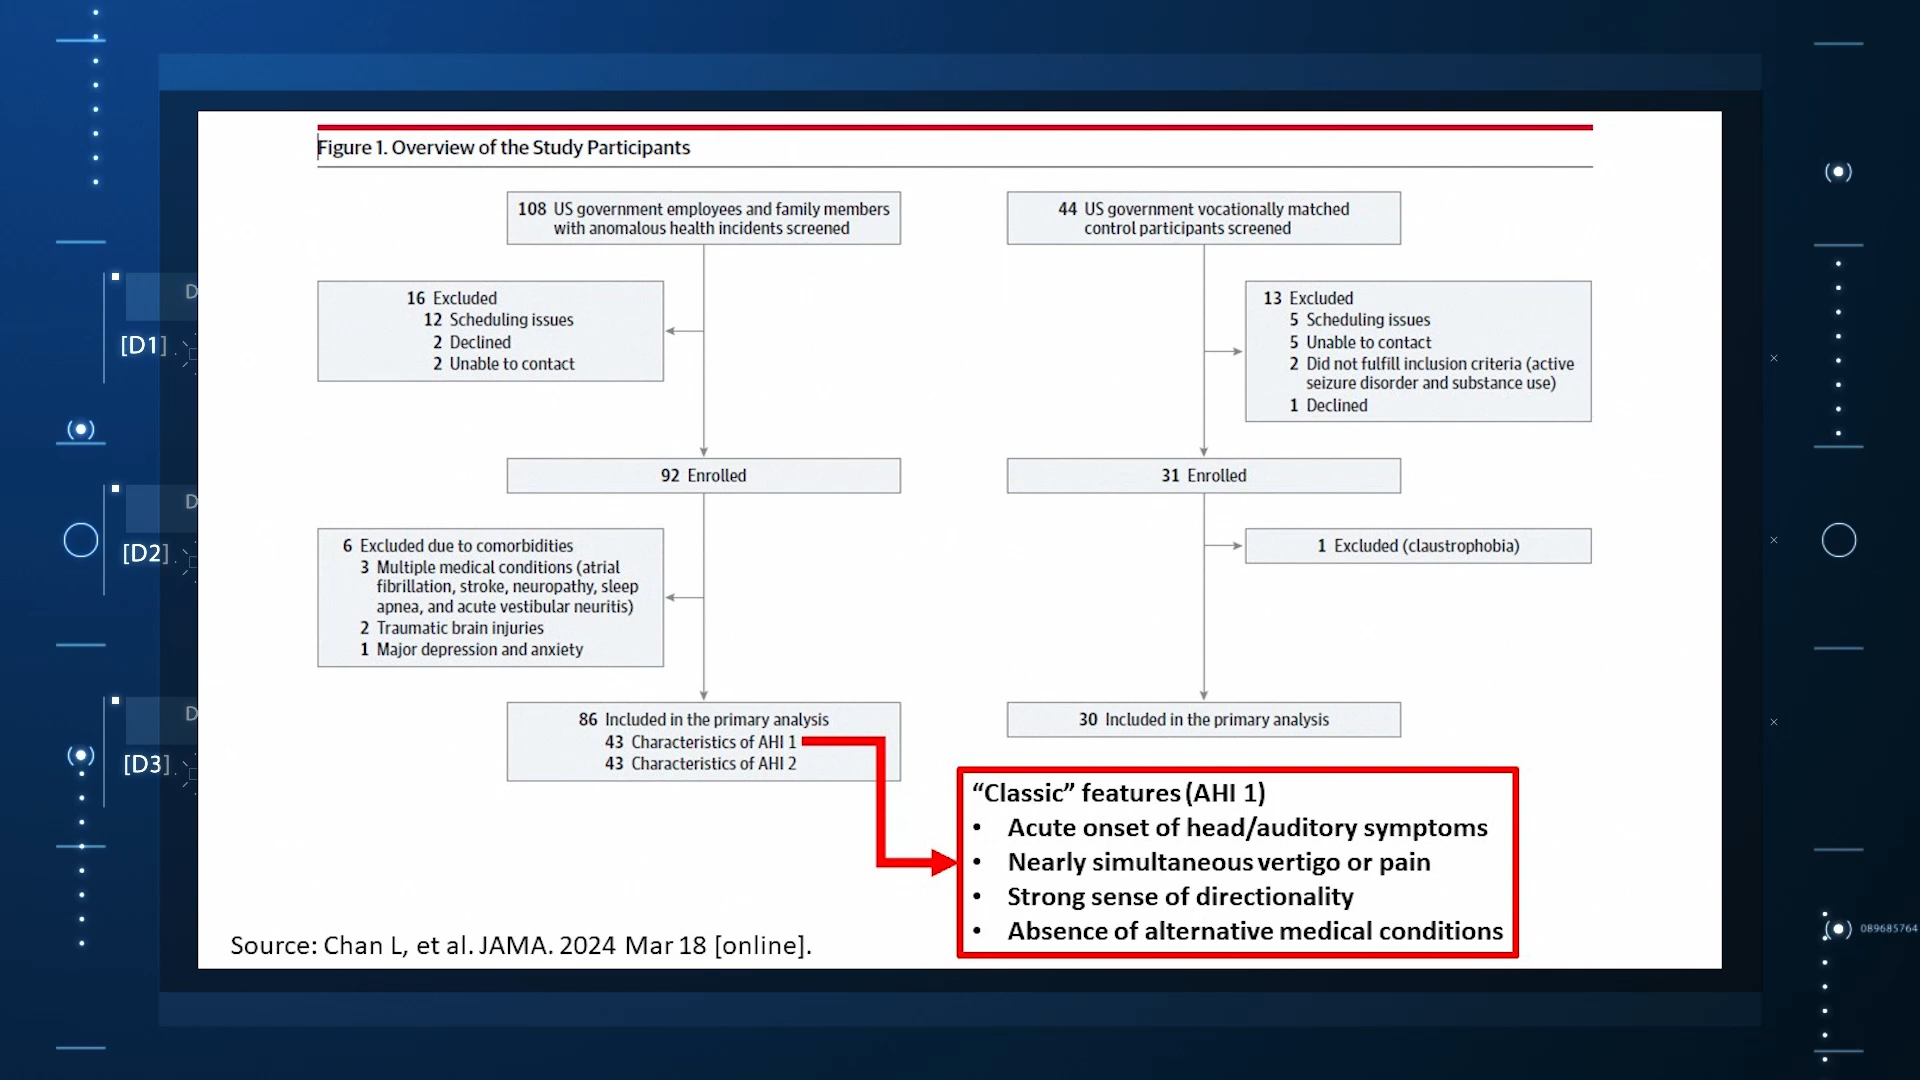 Figure 1. Overview of the Study Participants
108 US government employees and family members
with anomalous health incidents screened
44 US government vocationally matched
control participants screened
16 Excluded
12 Scheduling issues
2 Declined
2 Unable to contact
13 Excluded
5 Scheduling issues
5 Unable to contact
2 Did not fulfill inclusion criteria (active
seizure disorder and substance use)
1 Declined
92 Enrolled
31 Enrolled
6 Excluded due to comorbidities
3 Multiple medical conditions (atrial
fibrillation, stroke, neuropathy, sleep
apnea, and acute vestibular neuritis)
2 Traumatic brain injuries
1 Major depression and anxiety
1 Excluded (claustrophobia)
86 Included in the primary analysis
43 Characteristics of AHI 1
43 Characteristics of AHI 2
30 Included in the primary analysis
“Classic” features (AHI 1)
• Acute onset of head/auditory symptoms
• Nearly simultaneous vertigo or pain
• Strong sense of directionality
• Absence of alternative medical conditions
Source: Chan L, et al. JAMA. 2024 Mar 18 [online].
D
[D1]
D
[D2]
D
[D3]
089685764